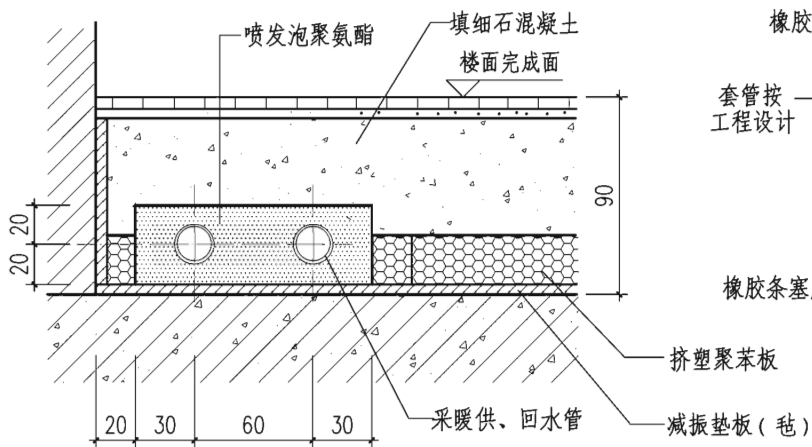 喷发泡聚氨酯
填细石混凝土
橡胶
楼面完成面
套管按
工程设计
90
20
20
橡胶条塞
挤塑聚苯板
20
30
60
30
采暖供、回水管
减振垫板(毡)